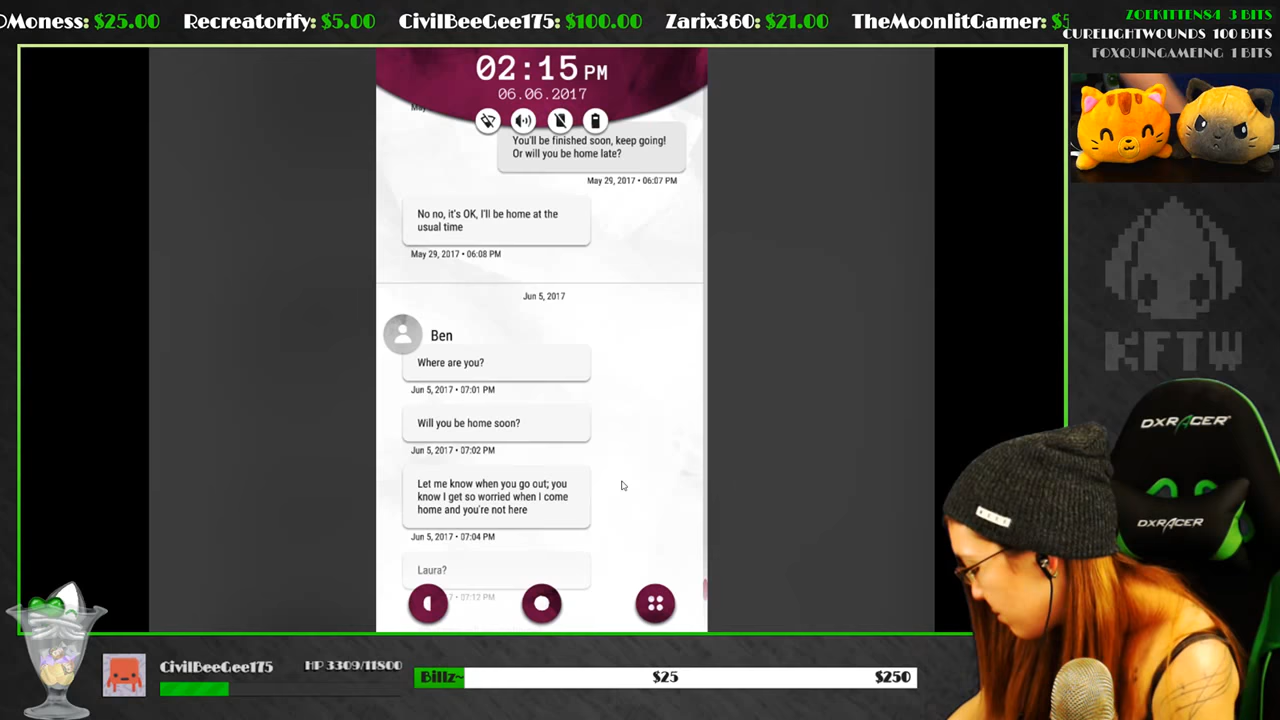 DMoness: $25.00 Recreatorify: $5.00 CivilBeeGee175: $100.00 Zarix360: $21.00 TheMoonlitGamer:
ZOEKITTENS4 3 BITS
CURELIGHTWOUNDS 100 BITS
FOXQUINGAMEING 1 BITS
02:15 PM
06.06.2017
You'll be finished soon, keep going!
Or will you be home late?
May 29, 2017 • 06:07 PM
No no, it's OK, I'll be home at the
usual time
May 29, 2017 • 06:08 PM
Jun 5, 2017
Ben
Where are you?
Jun 5, 2017 • 07:01 PM
Will you be home soon?
Jun 5, 2017 • 07:02 PM
Let me know when you go out; you
know I get so worried when I come
home and you're not here
Jun 5, 2017 • 07:04 PM
Laura?
7 • 07:12 PM
KFTW
DXRACER
DXRACER
CivilBeeGee175 HP 3309/11800
Billz~ $25 $250